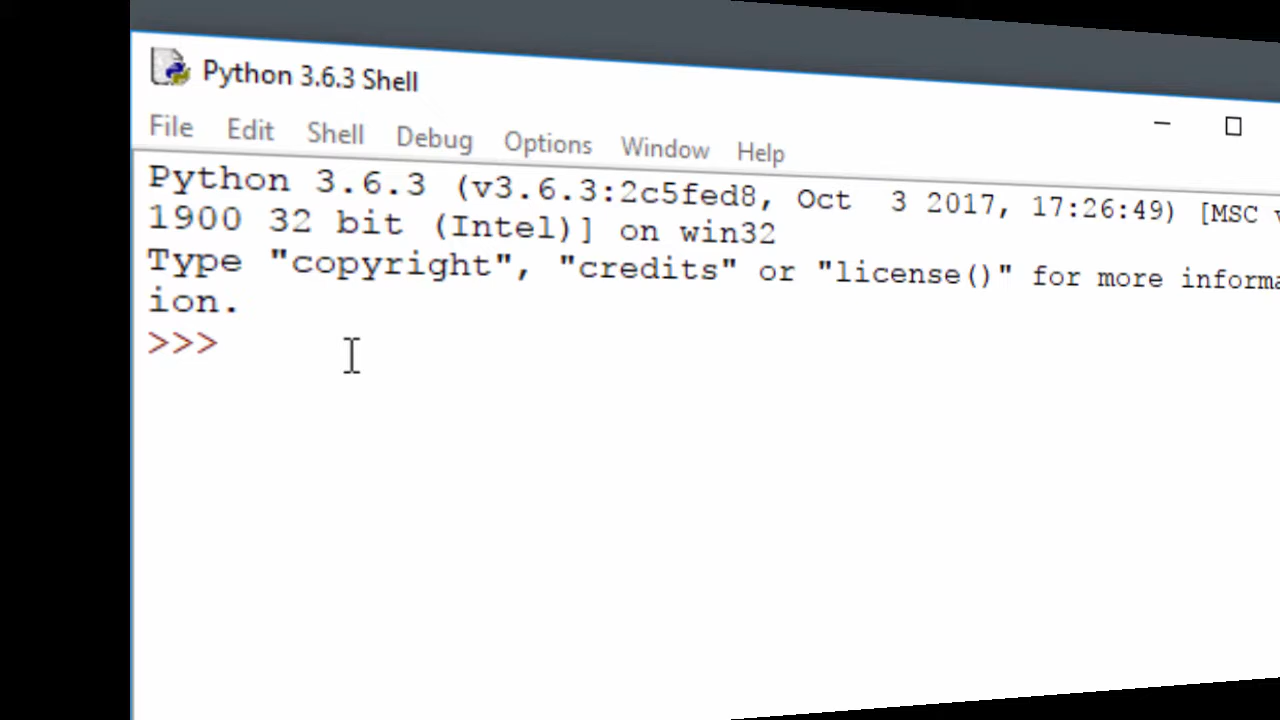 Python 3.6.3 Shell
File Edit Shell Debug Options Window Help
Python 3.6.3 (v3.6.3:2c5fed8, Oct  3 2017, 17:26:49) [MSC
1900 32 bit (Intel)] on win32
Type "copyright", "credits" or "license()" for more informa
ion.
>>>